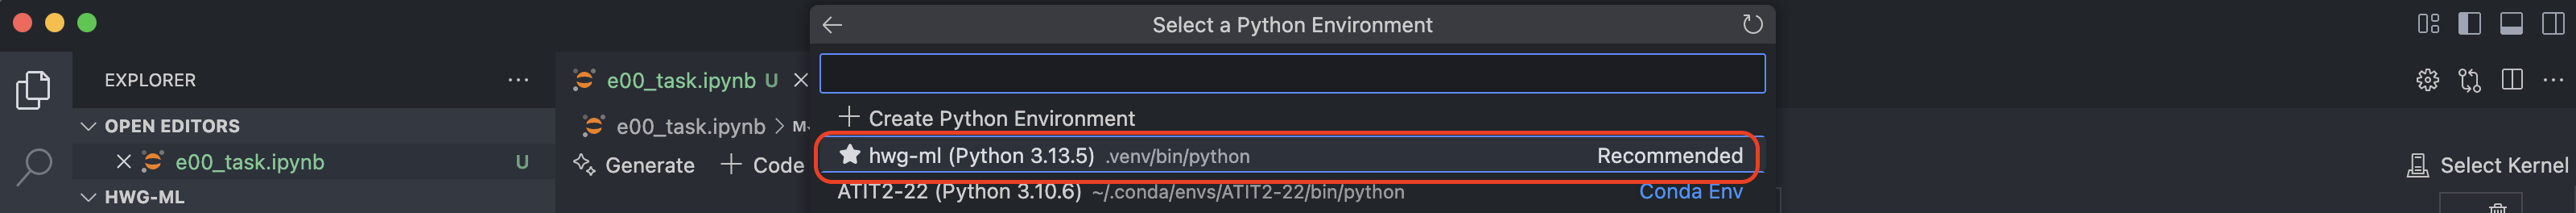 Select a Python Environment
EXPLORER
e00_task.ipynb U
+ Create Python Environment
OPEN EDITORS
e00_task.ipynb >
hwg-ml (Python 3.13.5) .venv/bin/python Recommended
e00_task.ipynb U
Generate + Code
Select Kernel
HWG-ML
ATIT2-22 (Python 3.10.6) ~/.conda/envs/ATIT2-22/bin/python Conda Env